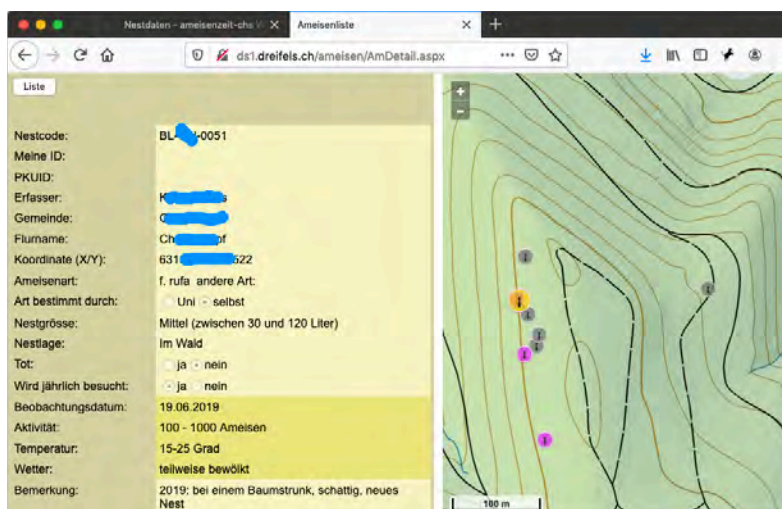 Nestdaten – ameisenzeit-chs
Ameisenliste
ds1.dreifels.ch/ameisen/AmDetail.aspx
Liste
Nestcode: BL- -0051
Meine ID:
PKUID:
Erfasser:
Gemeinde:
Flurname:
Koordinate (X/Y): 631 522
Ameisenart: f. rufa andere Art:
Art bestimmt durch: Uni selbst
Nestgrösse: Mittel (zwischen 30 und 120 Liter)
Nestlage: Im Wald
Tot: ja nein
Wird jährlich besucht: ja nein
Beobachtungsdatum: 19.06.2019
Aktivität: 100 - 1000 Ameisen
Temperatur: 15-25 Grad
Wetter: teilweise bewölkt
Bemerkung: 2019: bei einem Baumstrunk, schattig, neues
Nest
+
−
100 m